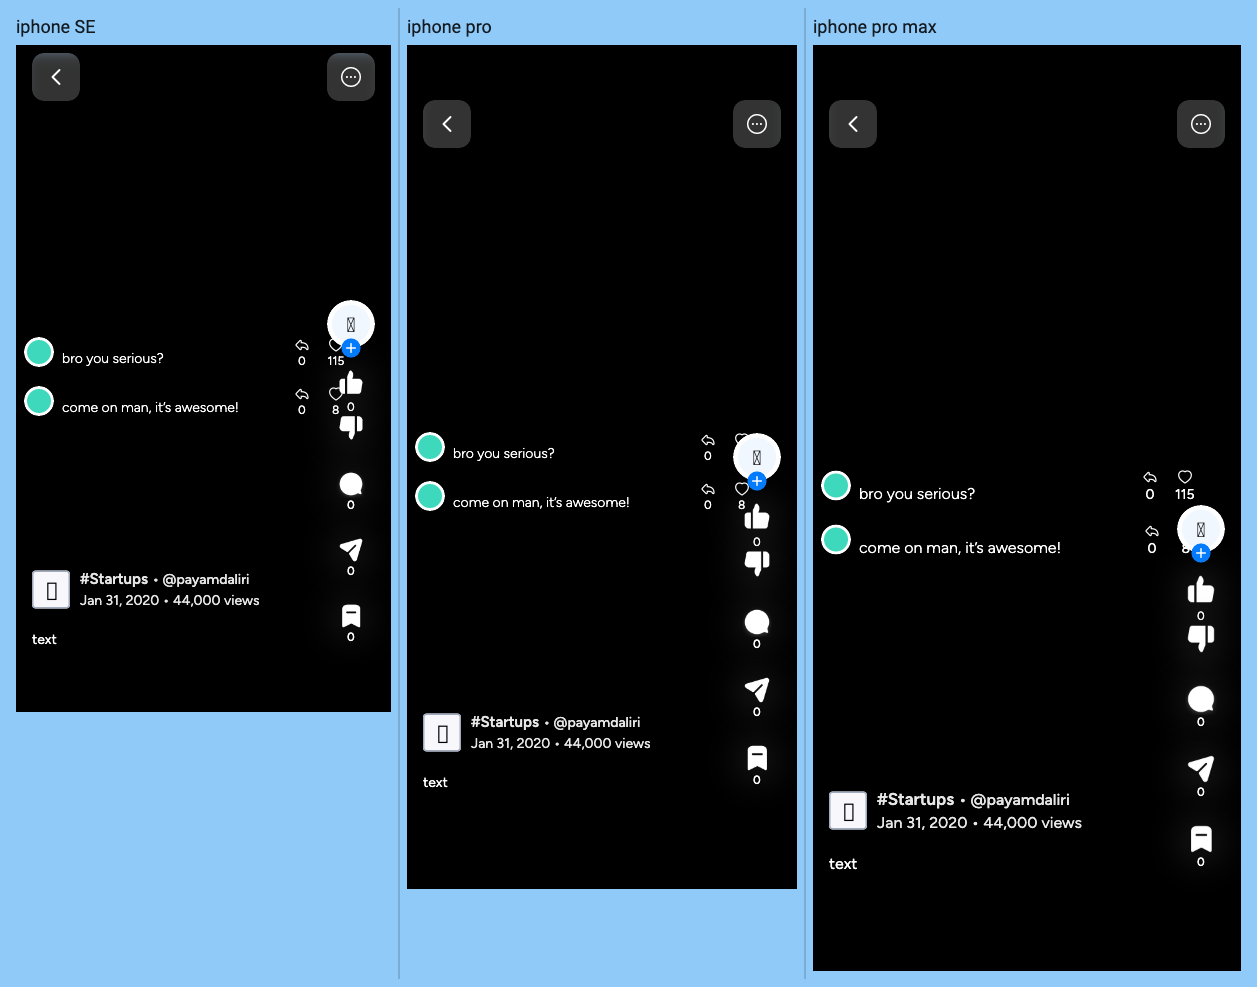 iphone SE
bro you serious?
0
115
come on man, it's awesome!
0
8
0
0
0
#Startups • @payamdaliri
Jan 31, 2020 • 44,000 views
0
text
iphone pro
bro you serious?
0
come on man, it's awesome!
0
8
0
0
0
#Startups • @payamdaliri
Jan 31, 2020 • 44,000 views
0
text
iphone pro max
bro you serious?
0
115
come on man, it's awesome!
0
8
0
0
0
#Startups • @payamdaliri
Jan 31, 2020 • 44,000 views
0
text